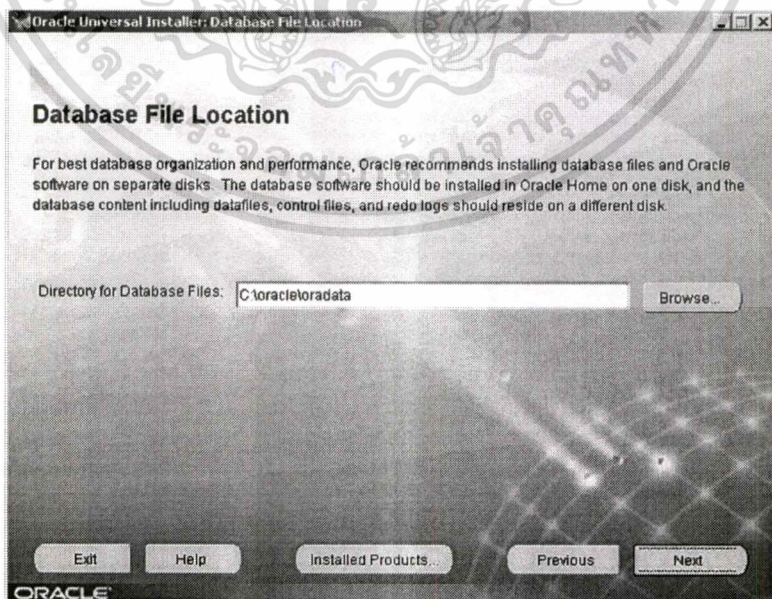 Oracle Universal Installer: Database File Location
Database File Location
For best database organization and performance, Oracle recommends installing database files and Oracle
software on separate disks. The database software should be installed in Oracle Home on one disk, and the
database content including datafiles, control files, and redo logs should reside on a different disk.
Directory for Database Files:
C:\oracle\oradata
Browse...
Exit
Help
Installed Products...
Previous
Next
ORACLE